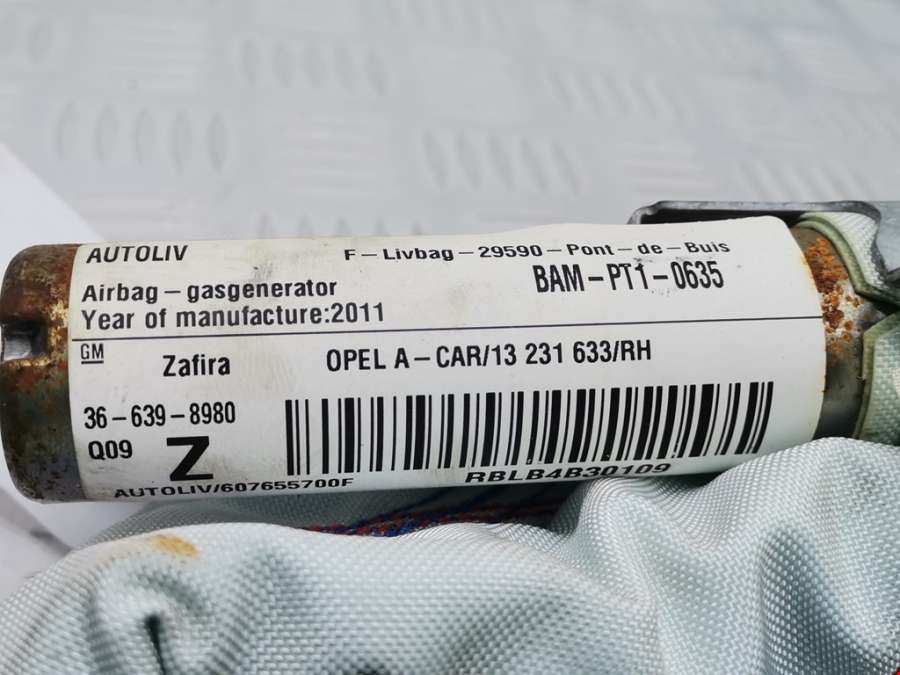 AUTOLIV
F-Livbag-29590-Pont-de-Buis
Airbag-gasgenerator
BAM-PT1-0635
Year of manufacture:2011
GM
Zafira
OPEL A-CAR/13 231 633/RH
36-639-8980
Q09
Z
RBLB4B30109
AUTOLIV/607655700F